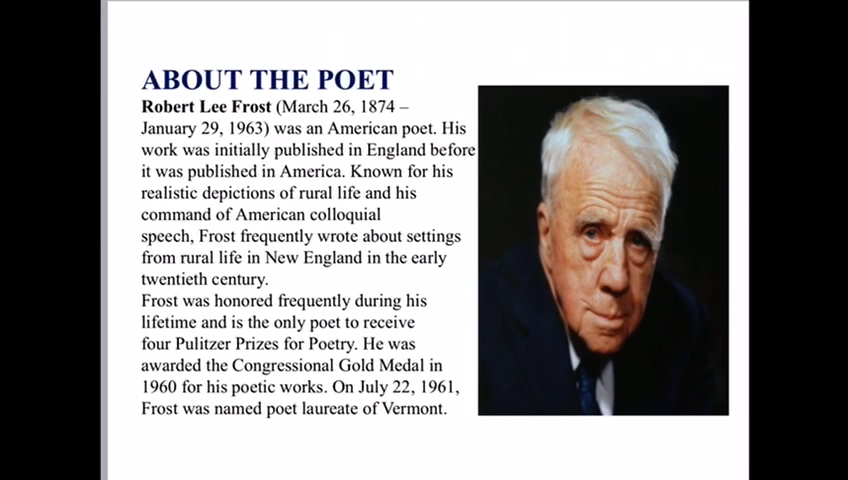 ABOUT THE POET
Robert Lee Frost (March 26, 1874 –
January 29, 1963) was an American poet. His
work was initially published in England before
it was published in America. Known for his
realistic depictions of rural life and his
command of American colloquial
speech, Frost frequently wrote about settings
from rural life in New England in the early
twentieth century.
Frost was honored frequently during his
lifetime and is the only poet to receive
four Pulitzer Prizes for Poetry. He was
awarded the Congressional Gold Medal in
1960 for his poetic works. On July 22, 1961,
Frost was named poet laureate of Vermont.